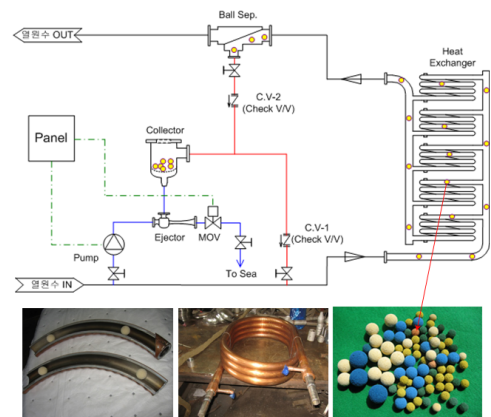 Ball Sep.
열원수 OUT
Heat
Exchanger
C.V-2
(Check V/V)
Collector
Panel
C.V-1
(Check V/V)
Ejector
MOV
Pump
To Sea
열원수 IN